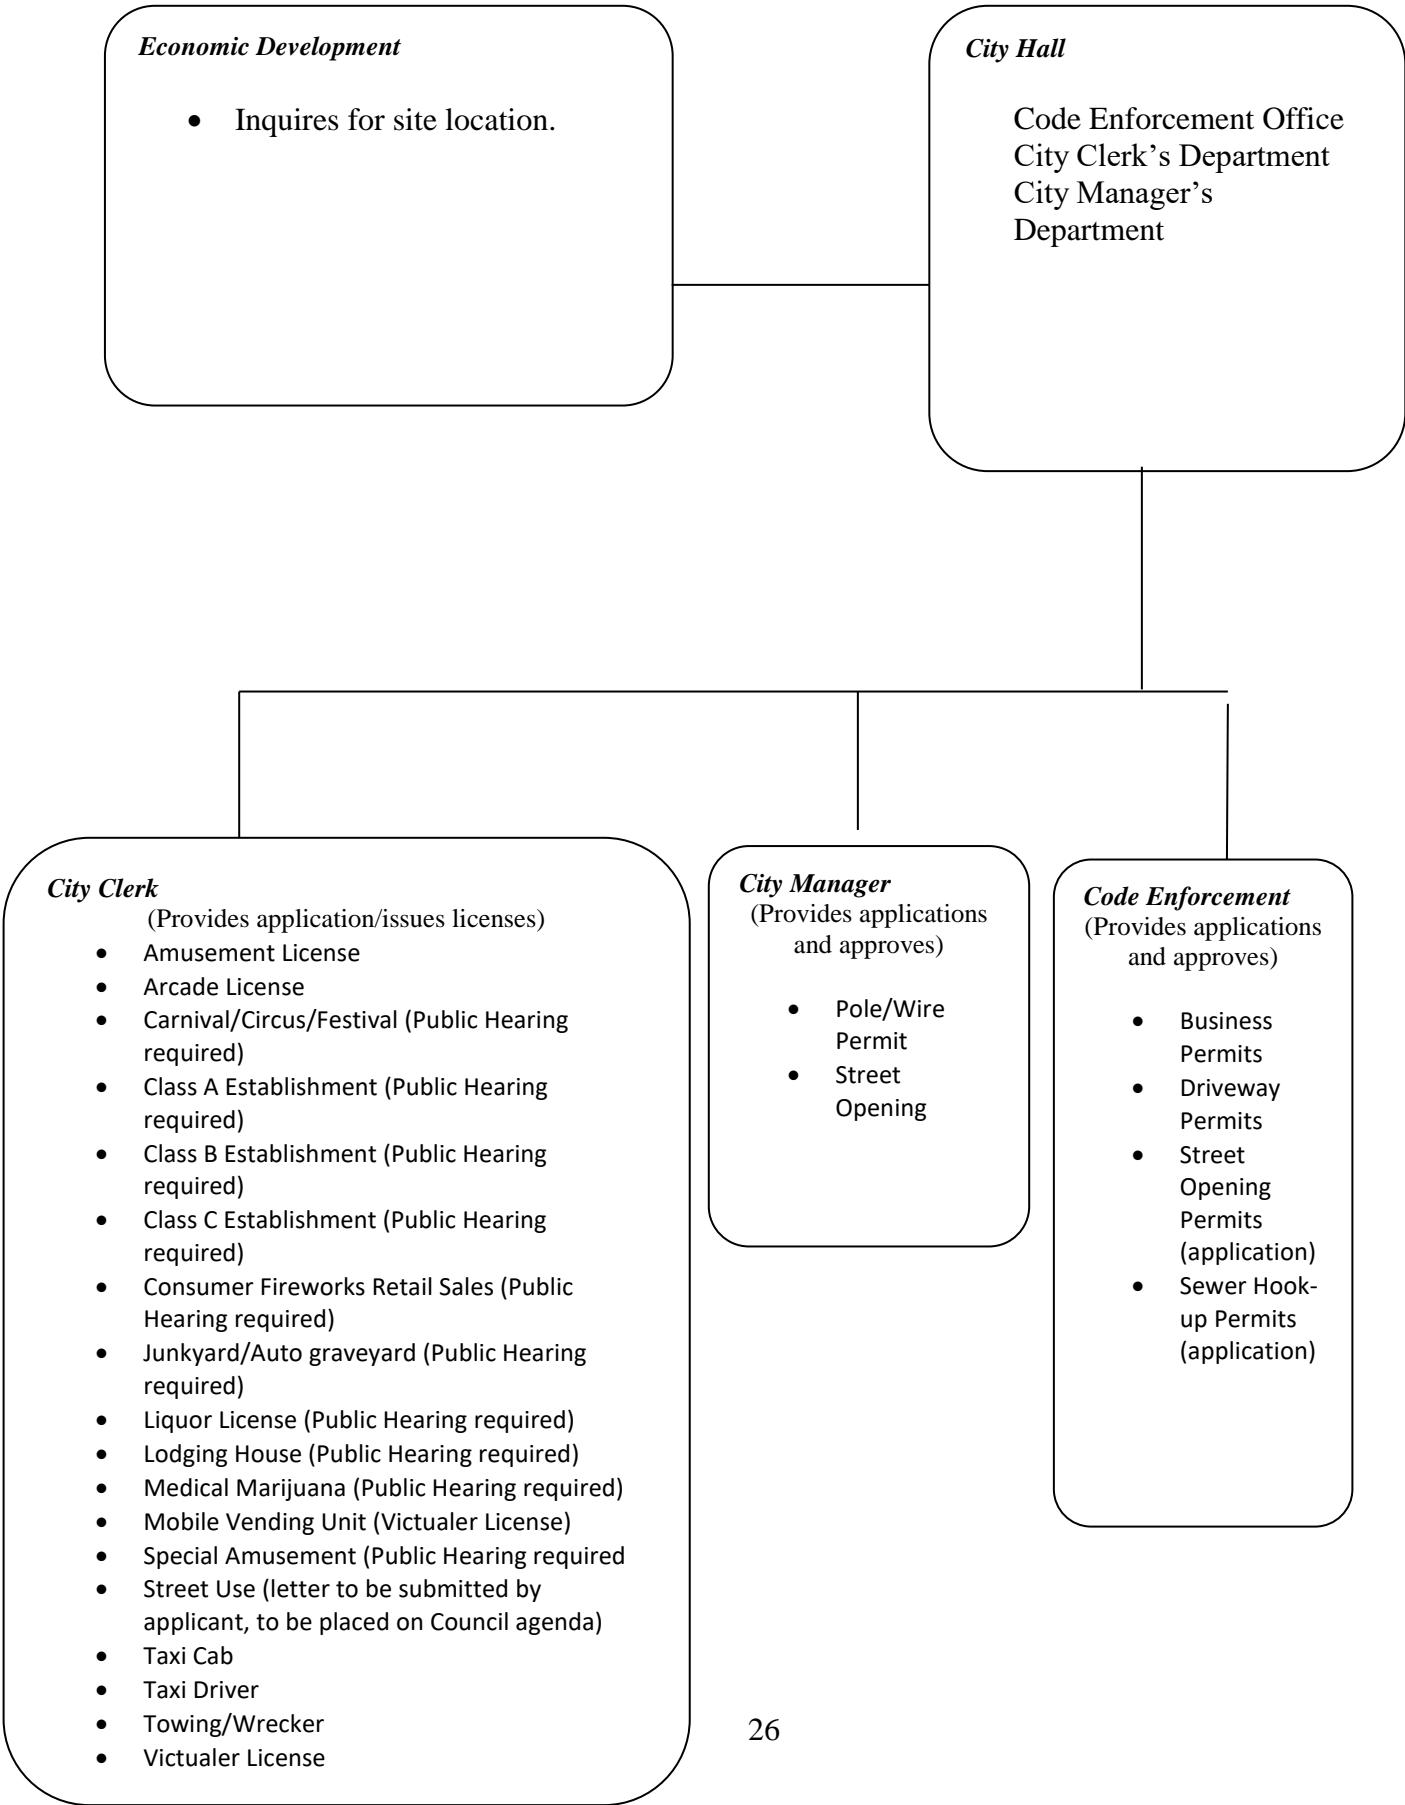 Economic Development
• Inquires for site location.
City Hall
Code Enforcement Office
City Clerk’s Department
City Manager’s
Department
City Clerk
(Provides application/issues licenses)
• Amusement License
• Arcade License
• Carnival/Circus/Festival (Public Hearing
required)
• Class A Establishment (Public Hearing
required)
• Class B Establishment (Public Hearing
required)
• Class C Establishment (Public Hearing
required)
• Consumer Fireworks Retail Sales (Public
Hearing required)
• Junkyard/Auto graveyard (Public Hearing
required)
• Liquor License (Public Hearing required)
• Lodging House (Public Hearing required)
• Medical Marijuana (Public Hearing required)
• Mobile Vending Unit (Victualer License)
• Special Amusement (Public Hearing required
• Street Use (letter to be submitted by
applicant, to be placed on Council agenda)
• Taxi Cab
• Taxi Driver
• Towing/Wrecker
• Victualer License
City Manager
(Provides applications
and approves)
• Pole/Wire
Permit
• Street
Opening
Code Enforcement
(Provides applications
and approves)
• Business
Permits
• Driveway
Permits
• Street
Opening
Permits
(application)
• Sewer Hook-
up Permits
(application)
26